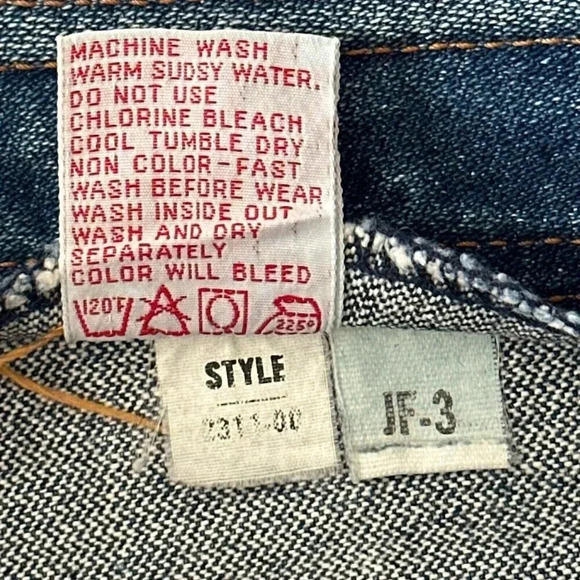 MACHINE WASH
WARM SUDSY WATER.
DO NOT USE
CHLORINE BLEACH
COOL TUMBLE DRY
NON COLOR-FAST
WASH BEFORE WEAR
WASH INSIDE OUT
WASH AND DRY
SEPARATELY
COLOR WILL BLEED
120°F 225°
STYLE
JF-3